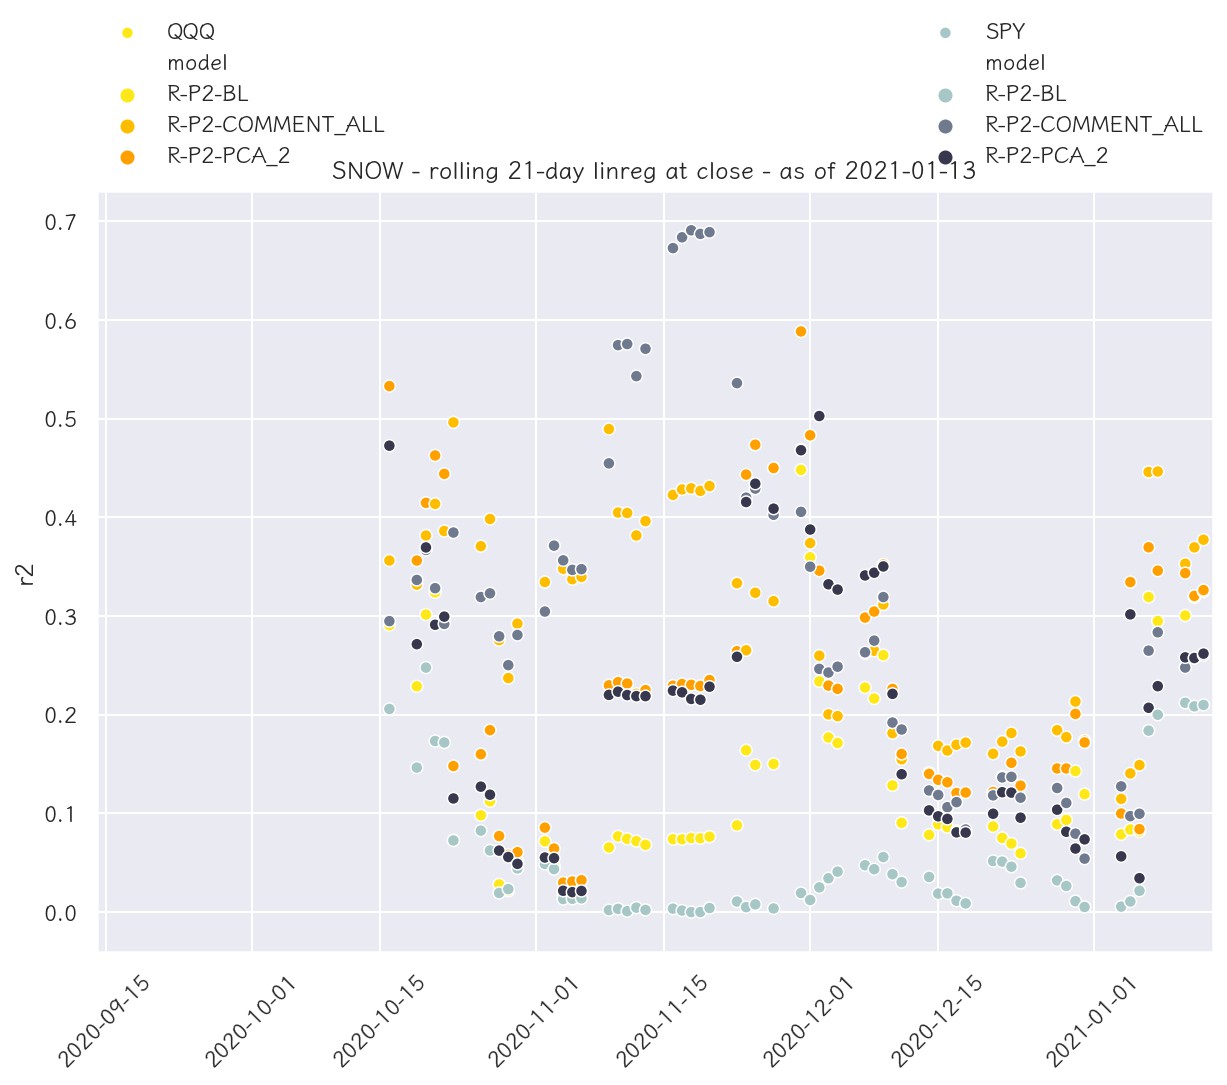 QQQ
model
R-P2-BL
R-P2-COMMENT_ALL
R-P2-PCA_2
SPY
model
R-P2-BL
R-P2-COMMENT_ALL
R-P2-PCA_2
SNOW - rolling 21-day linreg at close - as of 2021-01-13
0.7
0.6
0.5
0.4
0.3
0.2
0.1
0.0
r2
2020-09-15
2020-10-01
2020-10-15
2020-11-01
2020-11-15
2020-12-01
2020-12-15
2021-01-01